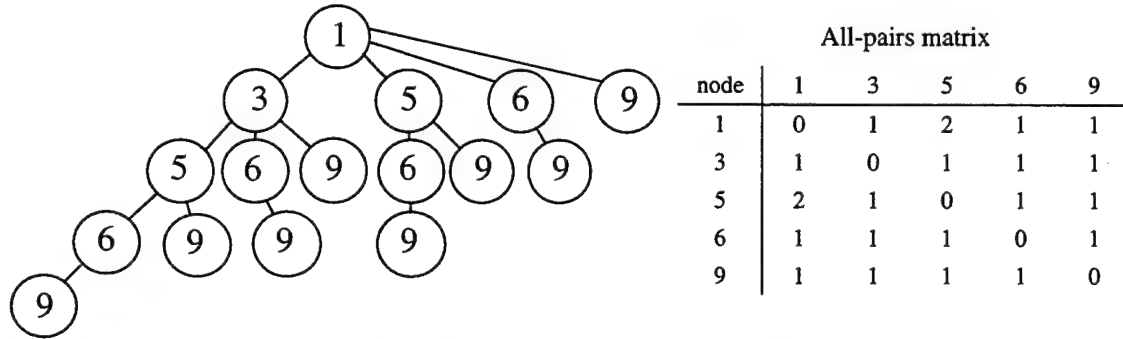 1
All-pairs matrix
3 5 6 9
node 1 3 5 6 9
1 0 1 2 1 1
5 6 9 6 9 9
3 1 0 1 1 1
5 2 1 0 1 1
6 9 9 9
6 1 1 1 0 1
9 1 1 1 1 0
9